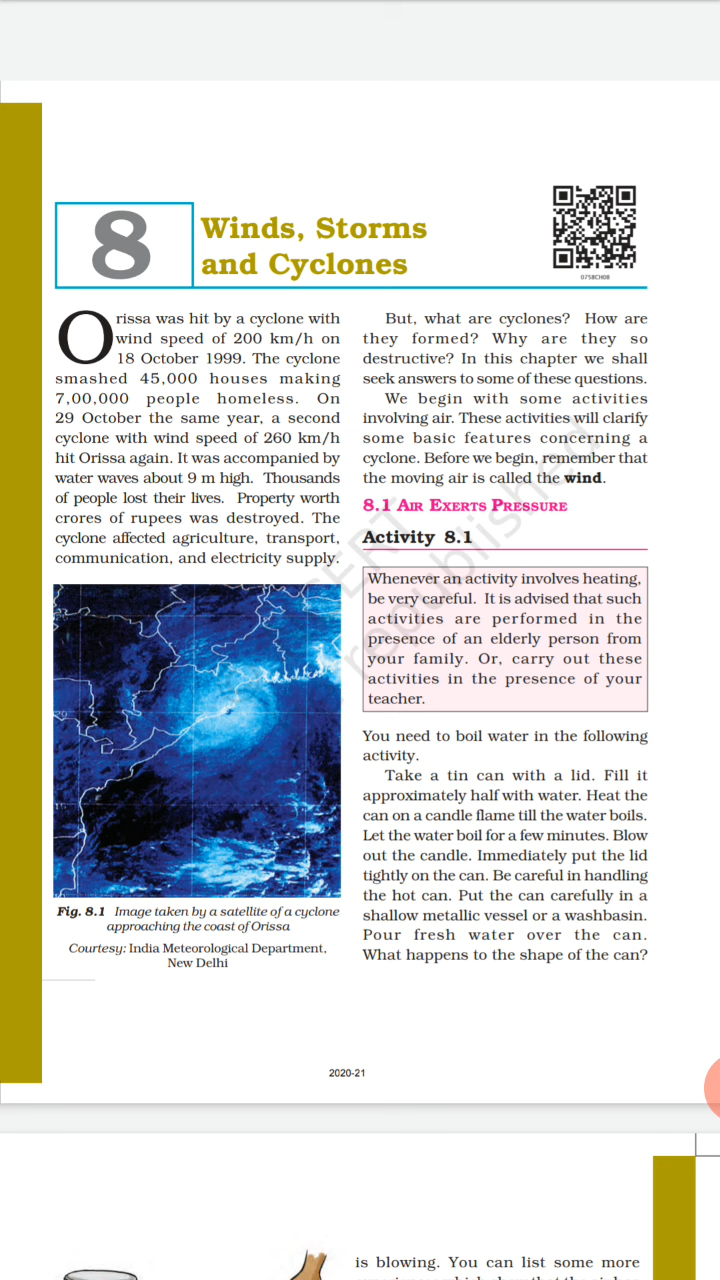 8
Winds, Storms
and Cyclones
0758CH08
Orissa was hit by a cyclone with
wind speed of 200 km/h on
18 October 1999. The cyclone
smashed 45,000 houses making
7,00,000 people homeless. On
29 October the same year, a second
cyclone with wind speed of 260 km/h
hit Orissa again. It was accompanied by
water waves about 9 m high. Thousands
of people lost their lives. Property worth
crores of rupees was destroyed. The
cyclone affected agriculture, transport,
communication, and electricity supply.
20
Fig. 8.1 Image taken by a satellite of a cyclone
approaching the coast of Orissa
Courtesy: India Meteorological Department,
New Delhi
But, what are cyclones? How are
they formed? Why are they so
destructive? In this chapter we shall
seek answers to some of these questions.
We begin with some activities
involving air. These activities will clarify
some basic features concerning a
cyclone. Before we begin, remember that
the moving air is called the wind.
8.1 AIR EXERTS PRESSURE
Activity 8.1
Whenever an activity involves heating,
be very careful. It is advised that such
activities are performed in the
presence of an elderly person from
your family. Or, carry out these
activities in the presence of your
teacher.
You need to boil water in the following
activity.
Take a tin can with a lid. Fill it
approximately half with water. Heat the
can on a candle flame till the water boils.
Let the water boil for a few minutes. Blow
out the candle. Immediately put the lid
tightly on the can. Be careful in handling
the hot can. Put the can carefully in a
shallow metallic vessel or a washbasin.
Pour fresh water over the can.
What happens to the shape of the can?
republished
2020-21
is blowing. You can list some more